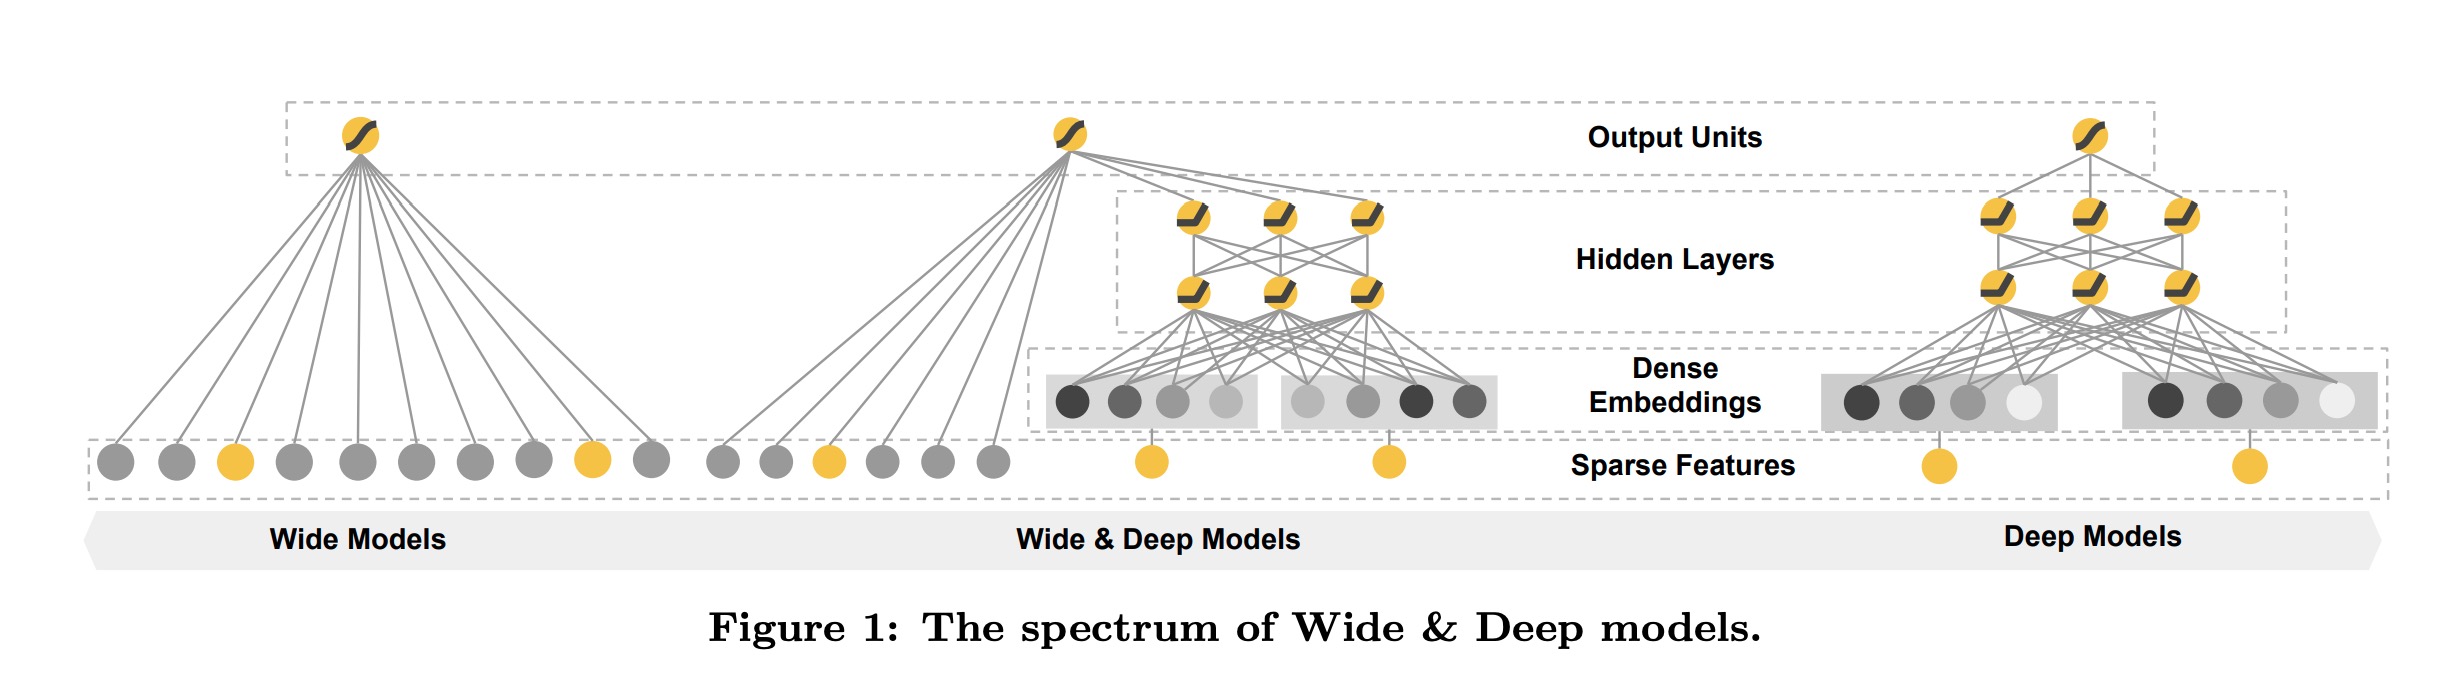 Output Units
Hidden Layers
Dense
Embeddings
Sparse Features
Wide Models
Wide & Deep Models
Deep Models
Figure 1: The spectrum of Wide & Deep models.